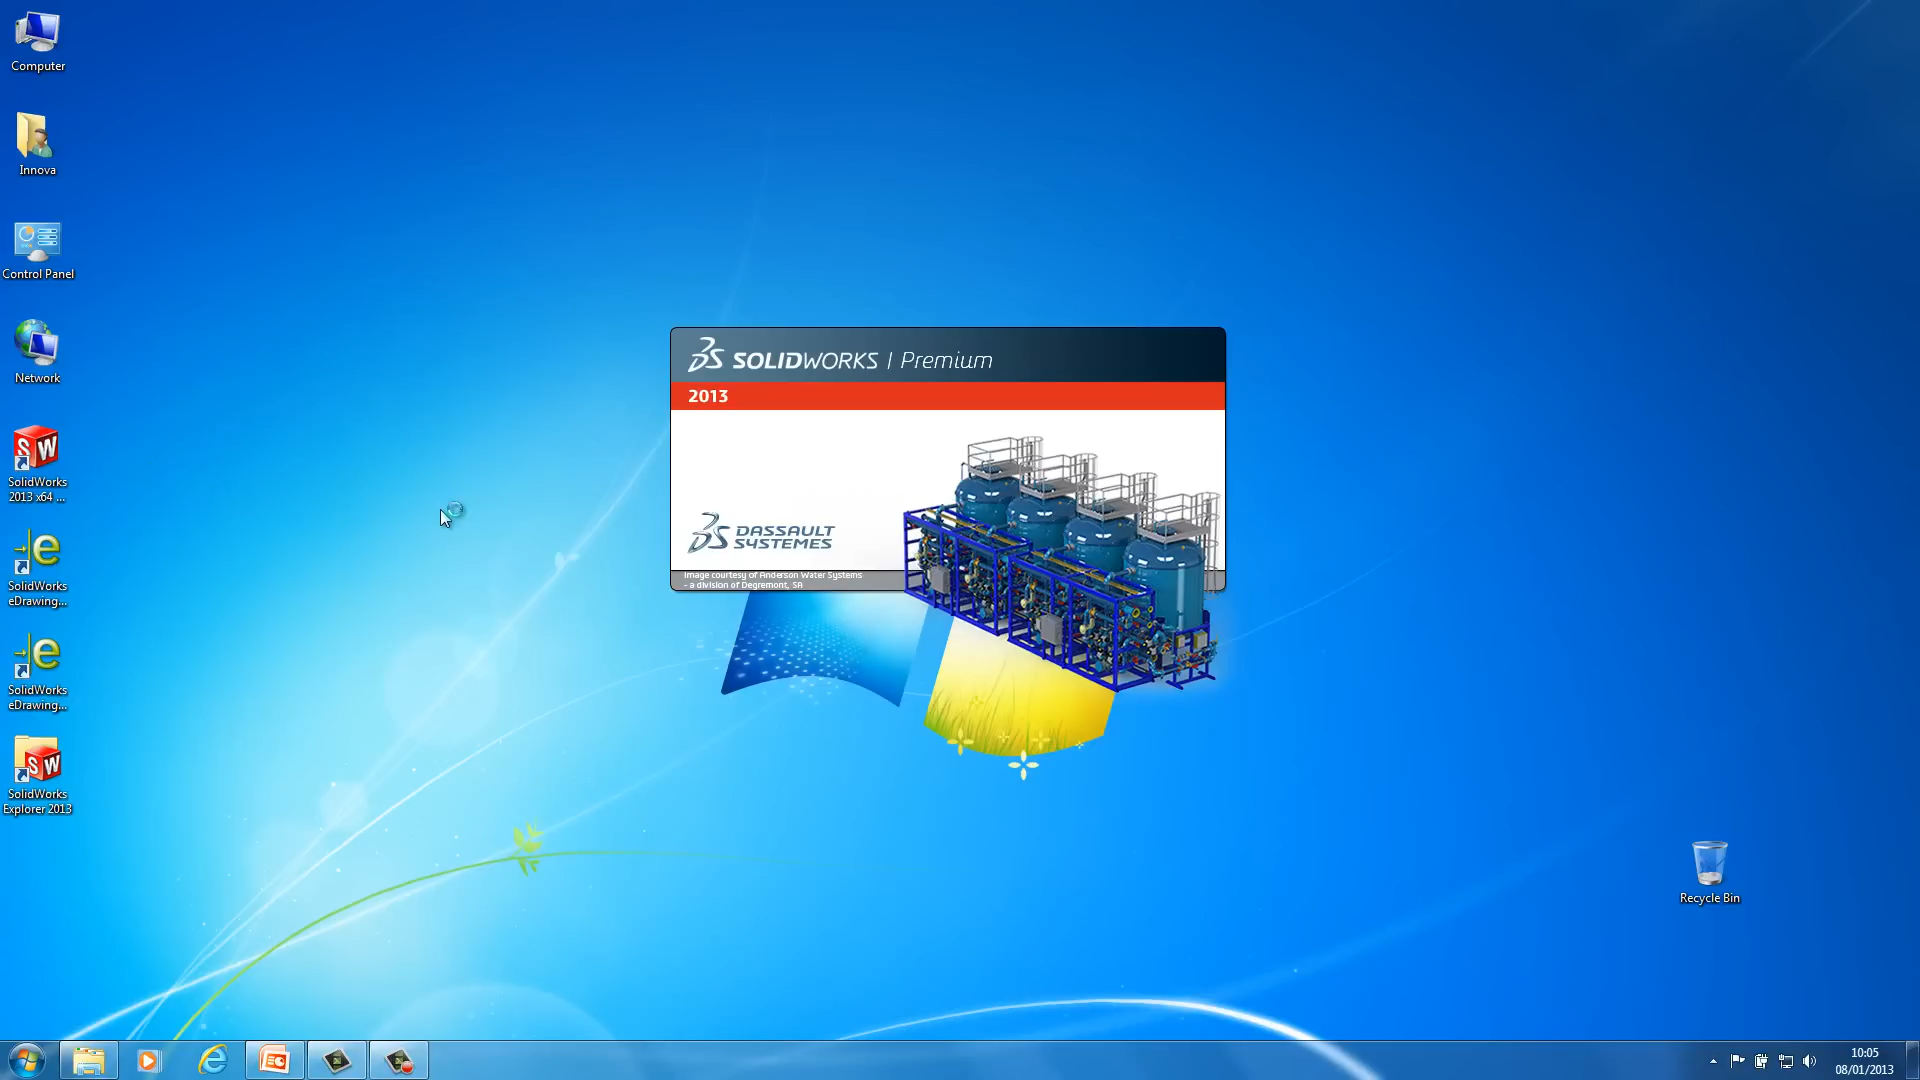 Computer
Innova
Control Panel
Network
SolidWorks
2013 x64 ...
SolidWorks
eDrawing...
SolidWorks
eDrawing...
SolidWorks
Explorer 2013
SOLIDWORKS | Premium
2013
DASSAULT
SYSTEMES
Image courtesy of Anderson Water Systems
- a division of Degremont, SA
Recycle Bin
10:05
08/01/2013